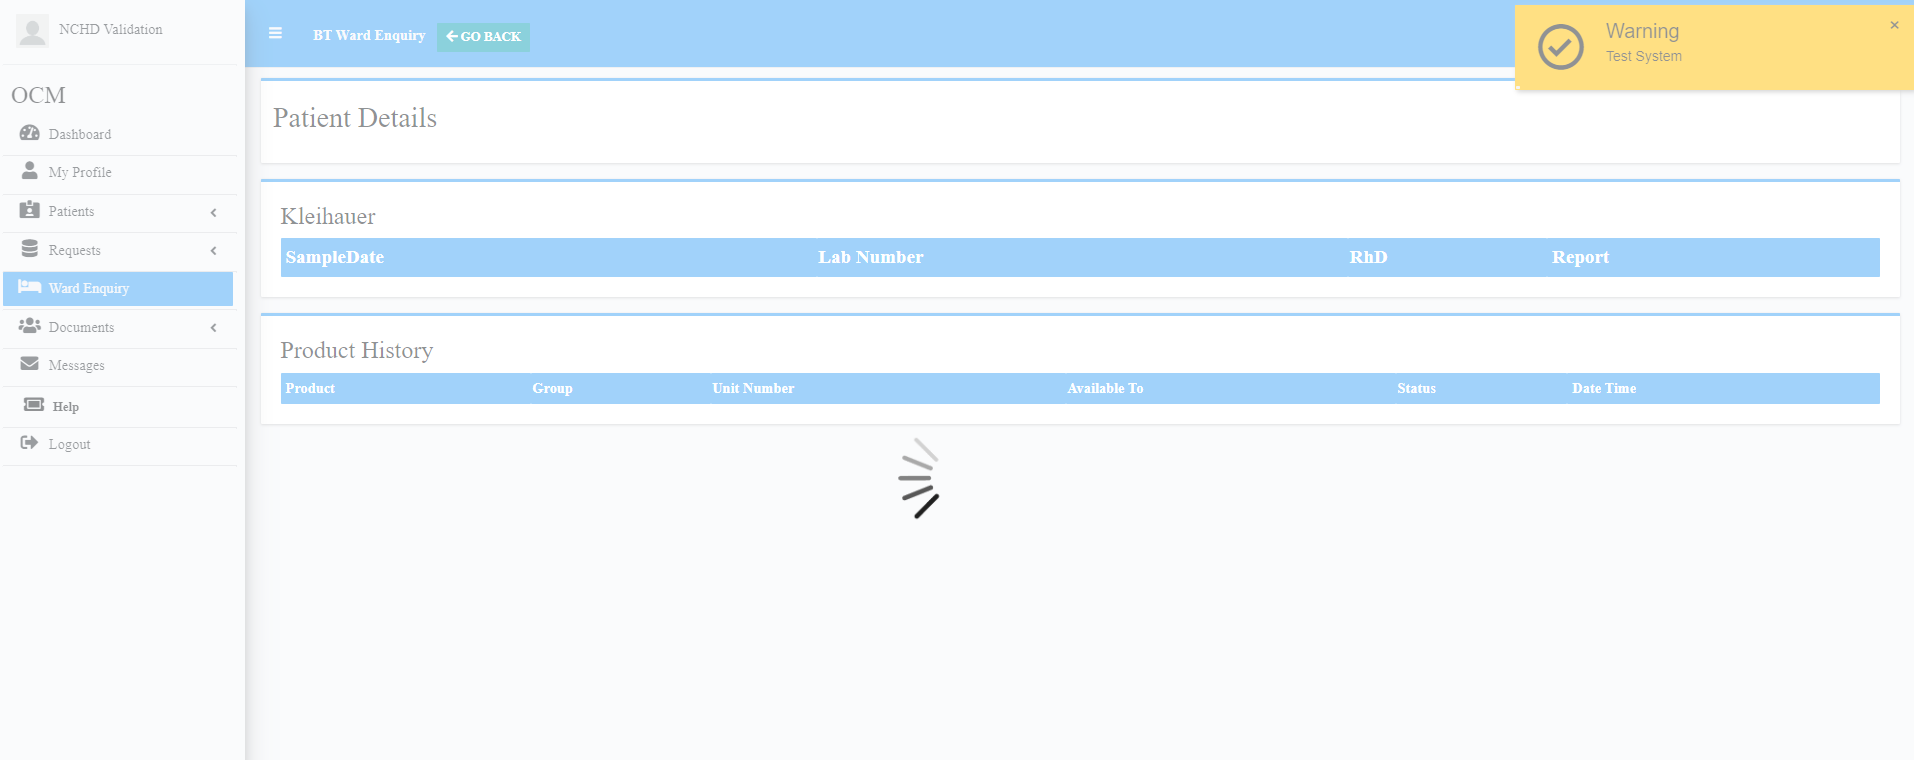 NCHD Validation
OCM
Dashboard
My Profile
Patients
Requests
Ward Enquiry
Documents
Messages
Help
Logout
BT Ward Enquiry GO BACK
Warning
Test System
×
Patient Details
Kleihauer
SampleDate Lab Number RhD Report
Product History
Product Group Unit Number Available To Status Date Time